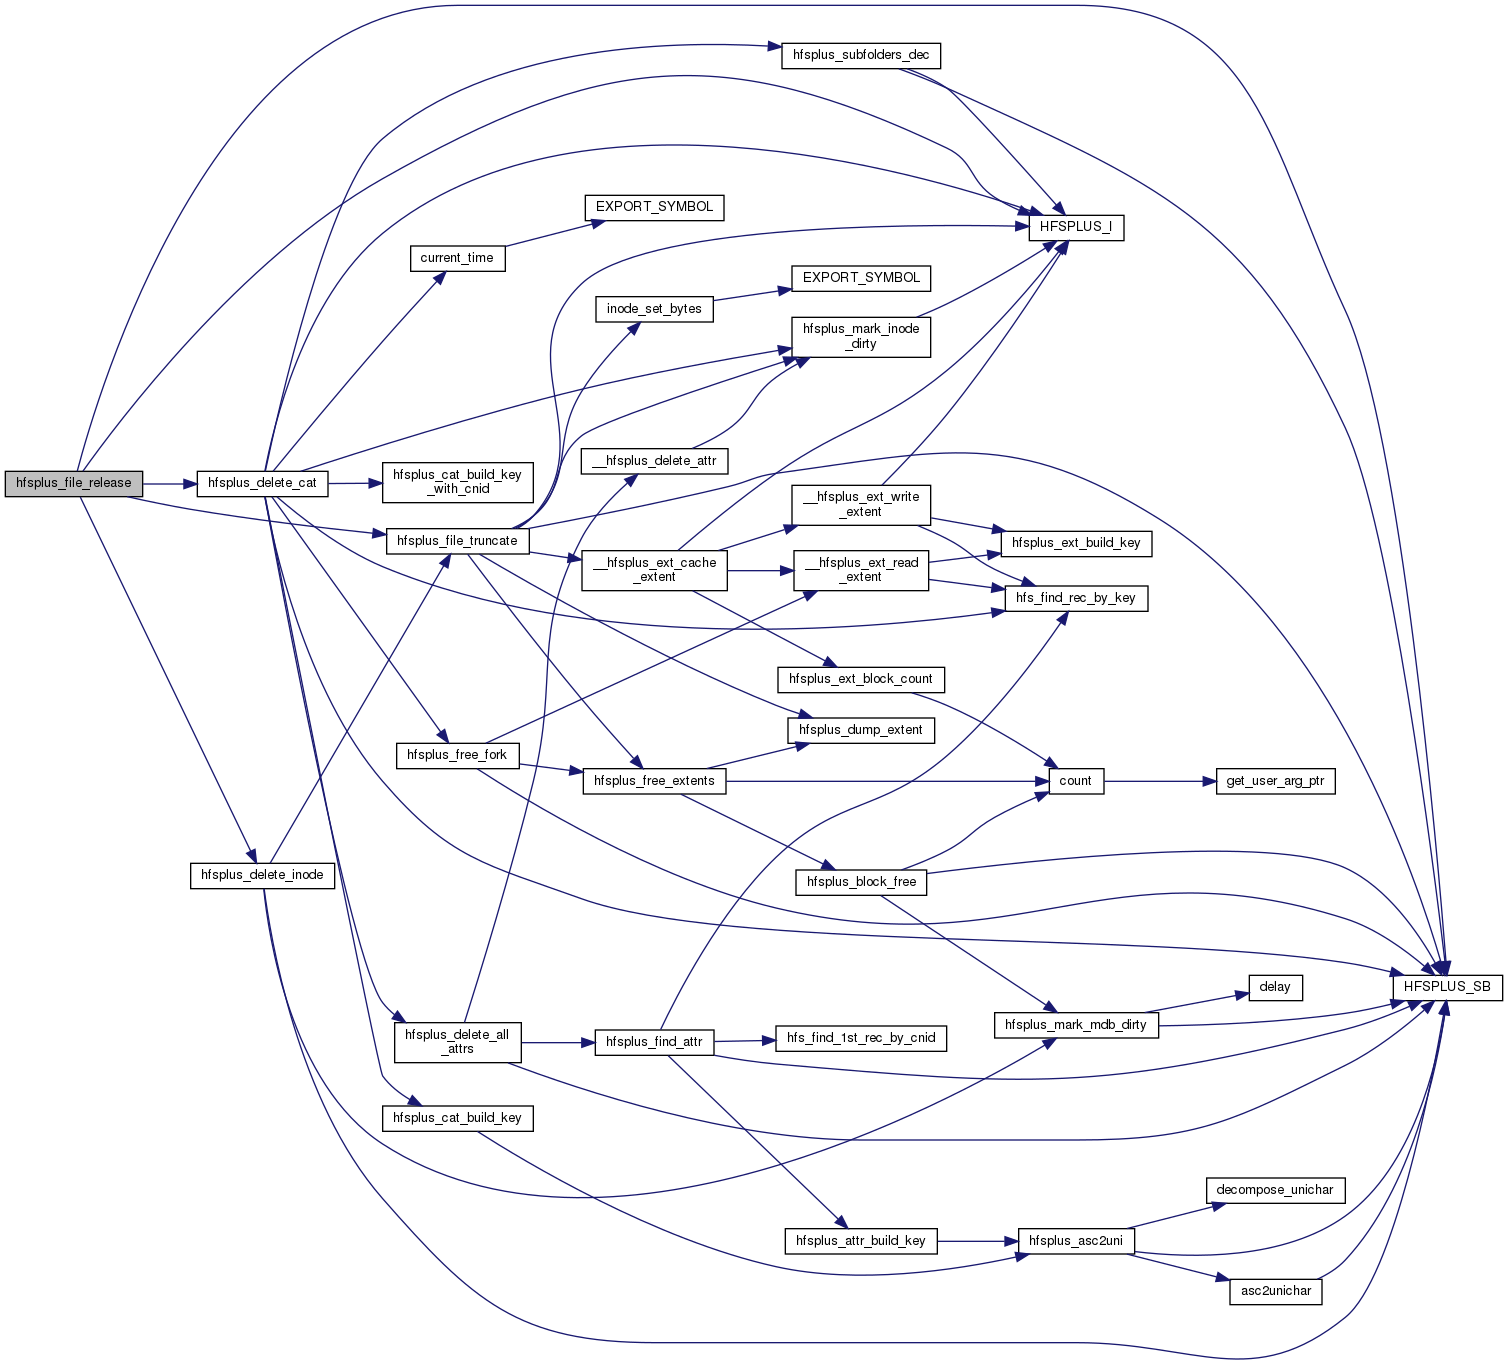 hfsplus_file_release
hfsplus_delete_cat
hfsplus_delete_inode
current_time
hfsplus_cat_build_key
_with_cnid
hfsplus_file_truncate
hfsplus_free_fork
hfsplus_delete_all
_attrs
hfsplus_cat_build_key
EXPORT_SYMBOL
inode_set_bytes
__hfsplus_delete_attr
__hfsplus_ext_cache
_extent
hfsplus_free_extents
hfsplus_find_attr
hfsplus_subfolders_dec
EXPORT_SYMBOL
hfsplus_mark_inode
_dirty
__hfsplus_ext_write
_extent
__hfsplus_ext_read
_extent
hfsplus_ext_block_count
hfsplus_dump_extent
hfsplus_block_free
hfs_find_1st_rec_by_cnid
hfsplus_attr_build_key
HFSPLUS_I
hfsplus_ext_build_key
hfs_find_rec_by_key
count
hfsplus_mark_mdb_dirty
hfsplus_asc2uni
get_user_arg_ptr
delay
decompose_unichar
asc2unichar
HFSPLUS_SB